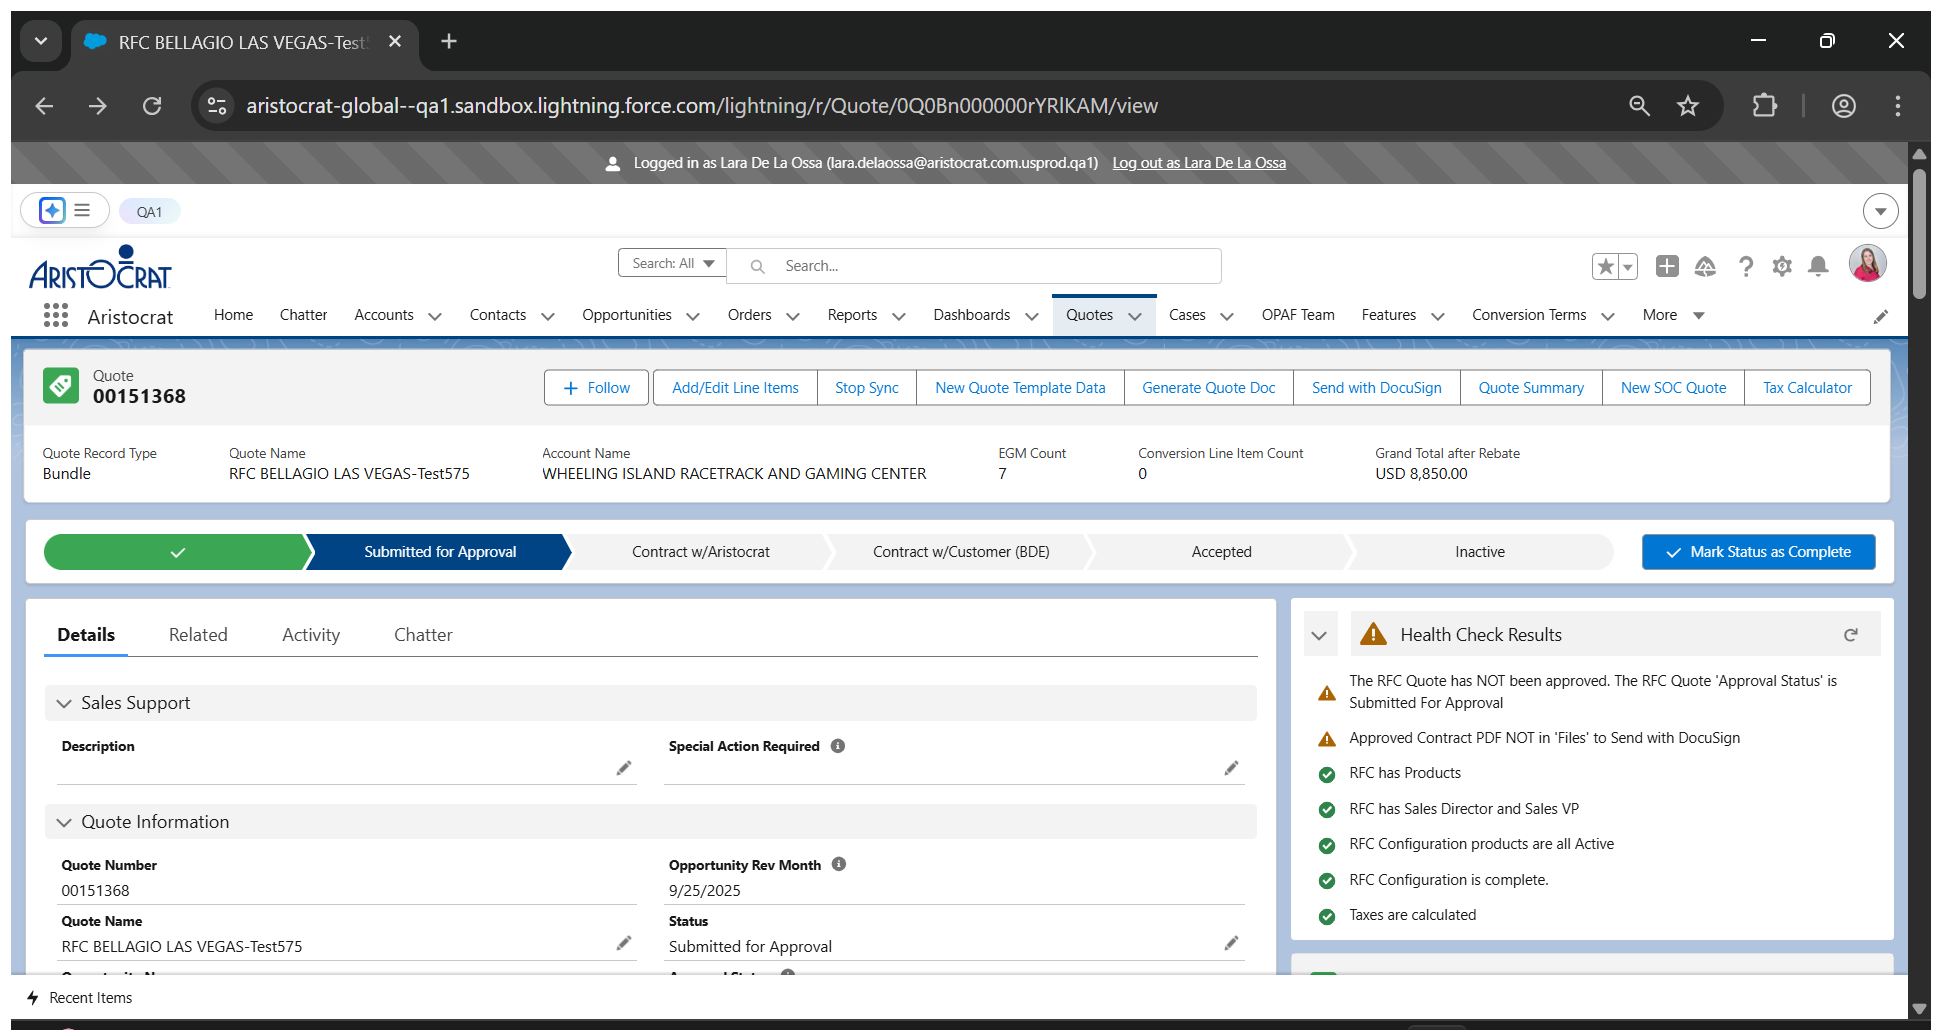 RFC BELLAGIO LAS VEGAS-Test5
aristocrat-global--qa1.sandbox.lightning.force.com/lightning/r/Quote/0Q0Bn000000rYRlKAM/view
Logged in as Lara De La Ossa (lara.delaossa@aristocrat.com.usprod.qa1) Log out as Lara De La Ossa
QA1
ARISTOCRAT
Search: All Search...
Aristocrat Home Chatter Accounts Contacts Opportunities Orders Reports Dashboards Quotes Cases OPAF Team Features Conversion Terms More
Quote
00151368
Follow Add/Edit Line Items Stop Sync New Quote Template Data Generate Quote Doc Send with DocuSign Quote Summary New SOC Quote Tax Calculator
Quote Record Type Quote Name Account Name EGM Count Conversion Line Item Count Grand Total after Rebate
Bundle RFC BELLAGIO LAS VEGAS-Test575 WHEELING ISLAND RACETRACK AND GAMING CENTER 7 0 USD 8,850.00
Submitted for Approval Contract w/Aristocrat Contract w/Customer (BDE) Accepted Inactive Mark Status as Complete
Details Related Activity Chatter
Sales Support
Description Special Action Required
Quote Information
Quote Number Opportunity Rev Month
00151368 9/25/2025
Quote Name Status
RFC BELLAGIO LAS VEGAS-Test575 Submitted for Approval
Health Check Results
The RFC Quote has NOT been approved. The RFC Quote 'Approval Status' is
Submitted For Approval
Approved Contract PDF NOT in 'Files' to Send with DocuSign
RFC has Products
RFC has Sales Director and Sales VP
RFC Configuration products are all Active
RFC Configuration is complete.
Taxes are calculated
Recent Items